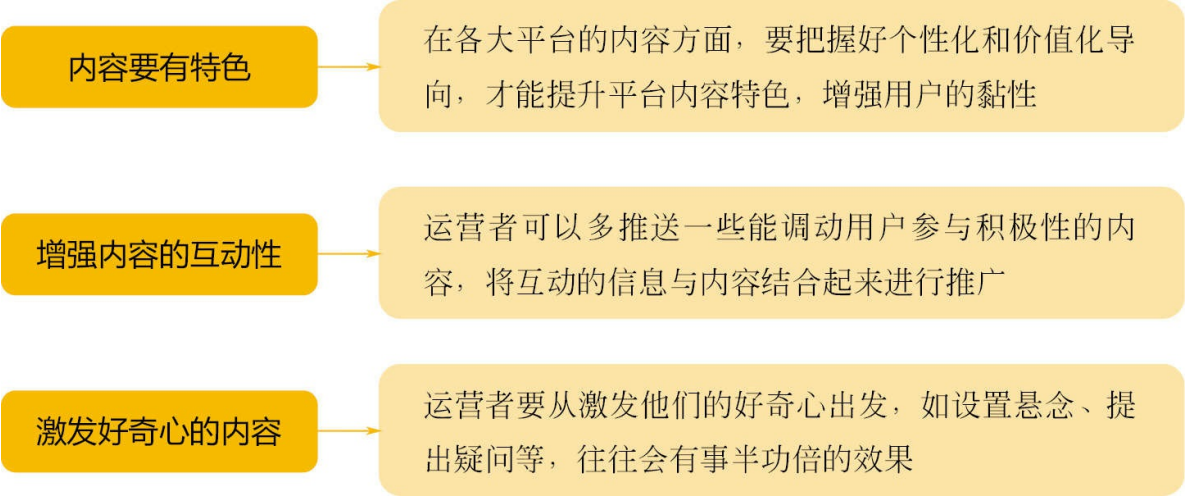 内容要有特色
在各大平台的内容方面，要把握好个性化和价值化导
向，才能提升平台内容特色，增强用户的黏性
增强内容的互动性
运营者可以多推送一些能调动用户参与积极性的内
容，将互动的信息与内容结合起来进行推广
激发好奇心的内容
运营者要从激发他们的好奇心出发，如设置悬念、提
出疑问等，往往会有事半功倍的效果